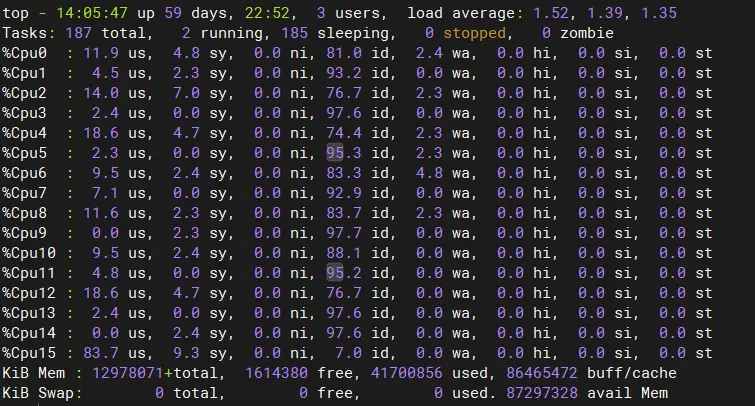 top - 14:05:47 up 59 days, 22:52,  3 users,  load average: 1.52, 1.39, 1.35
Tasks: 187 total,   2 running, 185 sleeping,   0 stopped,   0 zombie
%Cpu0  : 11.9 us,  4.8 sy,  0.0 ni, 81.0 id,  2.4 wa,  0.0 hi,  0.0 si,  0.0 st
%Cpu1  :  4.5 us,  2.3 sy,  0.0 ni, 93.2 id,  0.0 wa,  0.0 hi,  0.0 si,  0.0 st
%Cpu2  : 14.0 us,  7.0 sy,  0.0 ni, 76.7 id,  2.3 wa,  0.0 hi,  0.0 si,  0.0 st
%Cpu3  :  2.4 us,  0.0 sy,  0.0 ni, 97.6 id,  0.0 wa,  0.0 hi,  0.0 si,  0.0 st
%Cpu4  : 18.6 us,  4.7 sy,  0.0 ni, 74.4 id,  2.3 wa,  0.0 hi,  0.0 si,  0.0 st
%Cpu5  :  2.3 us,  0.0 sy,  0.0 ni, 95.3 id,  2.3 wa,  0.0 hi,  0.0 si,  0.0 st
%Cpu6  :  9.5 us,  2.4 sy,  0.0 ni, 83.3 id,  4.8 wa,  0.0 hi,  0.0 si,  0.0 st
%Cpu7  :  7.1 us,  0.0 sy,  0.0 ni, 92.9 id,  0.0 wa,  0.0 hi,  0.0 si,  0.0 st
%Cpu8  : 11.6 us,  2.3 sy,  0.0 ni, 83.7 id,  2.3 wa,  0.0 hi,  0.0 si,  0.0 st
%Cpu9  :  0.0 us,  2.3 sy,  0.0 ni, 97.7 id,  0.0 wa,  0.0 hi,  0.0 si,  0.0 st
%Cpu10 :  9.5 us,  2.4 sy,  0.0 ni, 88.1 id,  0.0 wa,  0.0 hi,  0.0 si,  0.0 st
%Cpu11 :  4.8 us,  0.0 sy,  0.0 ni, 95.2 id,  0.0 wa,  0.0 hi,  0.0 si,  0.0 st
%Cpu12 : 18.6 us,  4.7 sy,  0.0 ni, 76.7 id,  0.0 wa,  0.0 hi,  0.0 si,  0.0 st
%Cpu13 :  2.4 us,  0.0 sy,  0.0 ni, 97.6 id,  0.0 wa,  0.0 hi,  0.0 si,  0.0 st
%Cpu14 :  0.0 us,  2.4 sy,  0.0 ni, 97.6 id,  0.0 wa,  0.0 hi,  0.0 si,  0.0 st
%Cpu15 : 83.7 us,  9.3 sy,  0.0 ni,  7.0 id,  0.0 wa,  0.0 hi,  0.0 si,  0.0 st
KiB Mem : 12978071+total,  1614380 free, 41700856 used, 86465472 buff/cache
KiB Swap:        0 total,        0 free,        0 used. 87297328 avail Mem